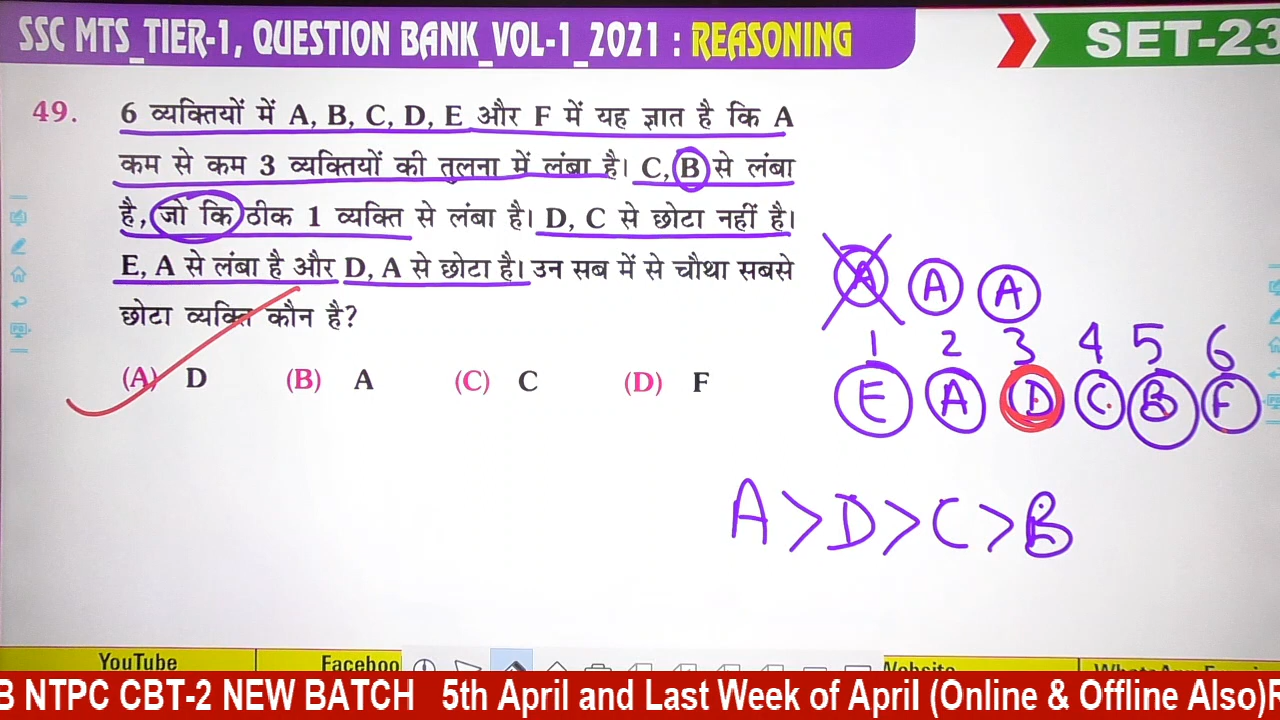 SSC MTS_TIER-1, QUESTION BANK_VOL-1_2021 : REASONING
SET-23
49. 6 व्यक्तियों में A, B, C, D, E और F में यह ज्ञात है कि A
कम से कम 3 व्यक्तियों की तुलना में लंबा है। C, B से लंबा
है, जो कि ठीक 1 व्यक्ति से लंबा है। D, C से छोटा नहीं है।
E, A से लंबा है और D, A से छोटा है। उन सब में से चौथा सबसे
छोटा व्यक्ति कौन है?
(A) D (B) A (C) C (D) F
A A A
1 2 3 4 5 6
E A D C B F
A > D > C > B
YouTube Faceboo Website
B NTPC CBT-2 NEW BATCH 5th April and Last Week of April (Online & Offline Also)